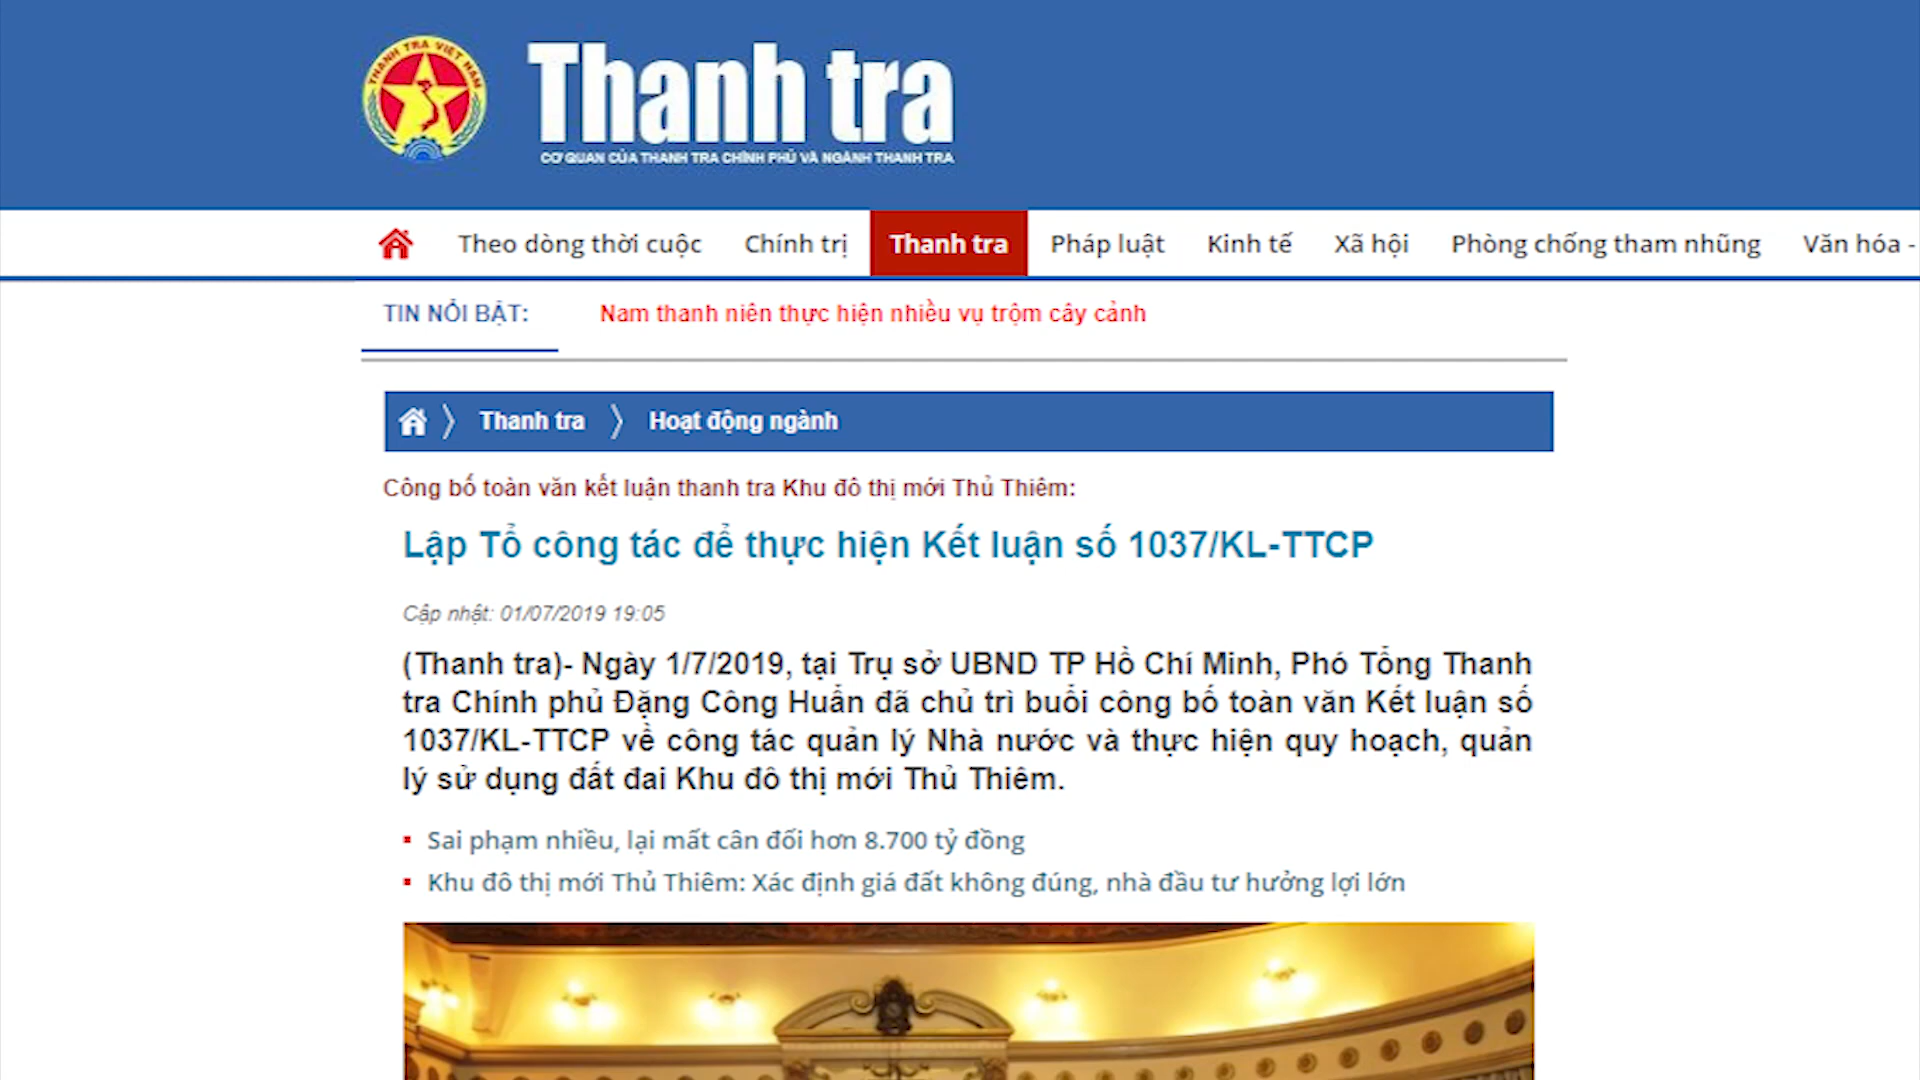 THANH TRA VIỆT NAM
Thanh tra
CƠ QUAN CỦA THANH TRA CHÍNH PHỦ VÀ NGÀNH THANH TRA
Theo dòng thời cuộc Chính trị Thanh tra Pháp luật Kinh tế Xã hội Phòng chống tham nhũng Văn hóa -
TIN NỔI BẬT: Nam thanh niên thực hiện nhiều vụ trộm cây cảnh
Thanh tra Hoạt động ngành
Công bố toàn văn kết luận thanh tra Khu đô thị mới Thủ Thiêm:
Lập Tổ công tác để thực hiện Kết luận số 1037/KL-TTCP
Cập nhật: 01/07/2019 19:05
(Thanh tra)- Ngày 1/7/2019, tại Trụ sở UBND TP Hồ Chí Minh, Phó Tổng Thanh
tra Chính phủ Đặng Công Huẩn đã chủ trì buổi công bố toàn văn Kết luận số
1037/KL-TTCP về công tác quản lý Nhà nước và thực hiện quy hoạch, quản
lý sử dụng đất đai Khu đô thị mới Thủ Thiêm.
Sai phạm nhiều, lại mất cân đối hơn 8.700 tỷ đồng
Khu đô thị mới Thủ Thiêm: Xác định giá đất không đúng, nhà đầu tư hưởng lợi lớn